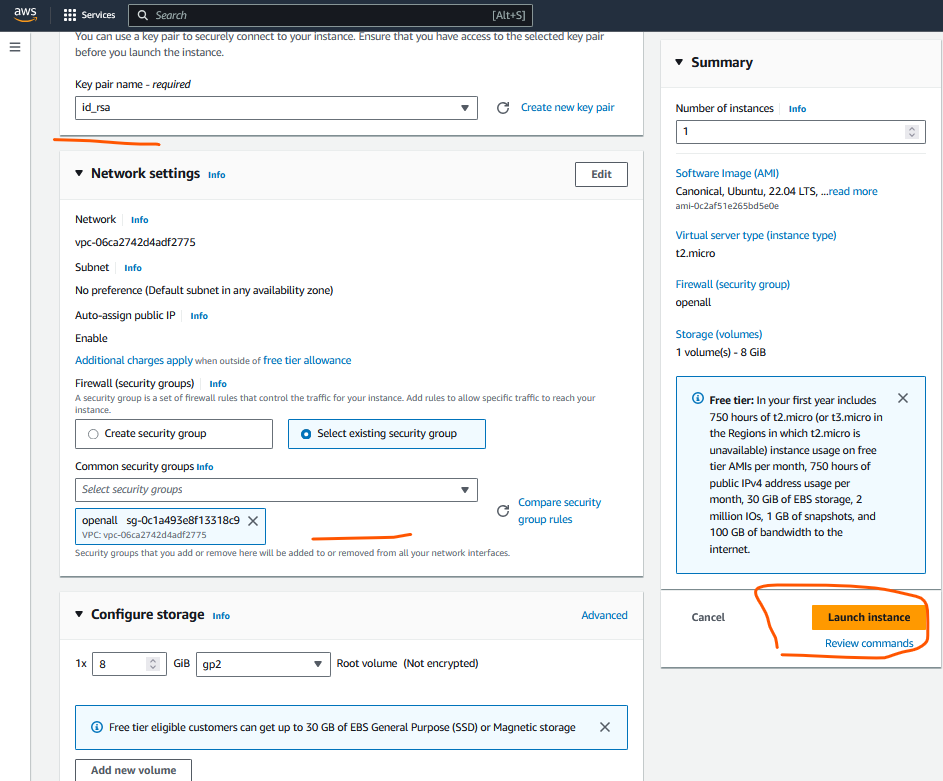 aws
Services
Search
[Alt+S]
You can use a key pair to securely connect to your instance. Ensure that you have access to the selected key pair
before you launch the instance.
Key pair name - required
id_rsa
Create new key pair
Network settings Info
Edit
Network Info
vpc-06ca2742d4adf2775
Subnet Info
No preference (Default subnet in any availability zone)
Auto-assign public IP Info
Enable
Additional charges apply when outside of free tier allowance
Firewall (security groups) Info
A security group is a set of firewall rules that control the traffic for your instance. Add rules to allow specific traffic to reach your
instance.
Create security group
Select existing security group
Common security groups Info
Select security groups
Compare security
group rules
openall sg-0c1a493e8f13318c9
VPC: vpc-06ca2742d4adf2775
Security groups that you add or remove here will be added to or removed from all your network interfaces.
Configure storage Info
Advanced
1x 8 GiB gp2 Root volume (Not encrypted)
Free tier eligible customers can get up to 30 GB of EBS General Purpose (SSD) or Magnetic storage
Add new volume
Summary
Number of instances Info
1
Software Image (AMI)
Canonical, Ubuntu, 22.04 LTS, ...read more
ami-0c2af51e265bd5e0e
Virtual server type (instance type)
t2.micro
Firewall (security group)
openall
Storage (volumes)
1 volume(s) - 8 GiB
Free tier: In your first year includes
750 hours of t2.micro (or t3.micro in
the Regions in which t2.micro is
unavailable) instance usage on free
tier AMIs per month, 750 hours of
public IPv4 address usage per
month, 30 GiB of EBS storage, 2
million IOs, 1 GB of snapshots, and
100 GB of bandwidth to the
internet.
Cancel
Launch instance
Review commands